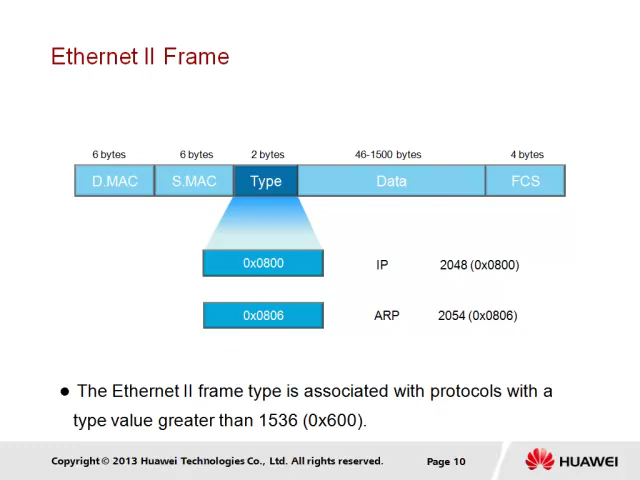 Ethernet II Frame
6 bytes 6 bytes 2 bytes 46-1500 bytes 4 bytes
D.MAC S.MAC Type Data FCS
0x0800 IP 2048 (0x0800)
0x0806 ARP 2054 (0x0806)
● The Ethernet II frame type is associated with protocols with a
type value greater than 1536 (0x600).
Copyright © 2013 Huawei Technologies Co., Ltd. All rights reserved. Page 10 HUAWEI